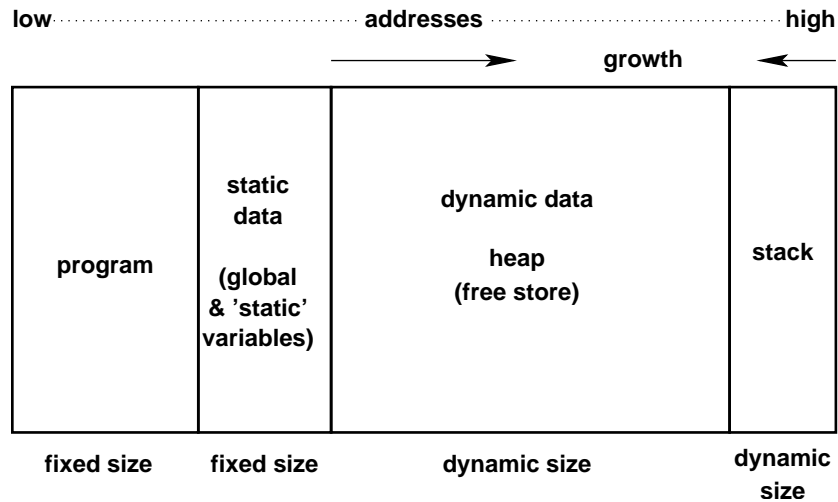 low addresses high
growth
static
data
(global
& ’static’
variables)
program
dynamic data
heap
(free store)
stack
fixed size
fixed size
dynamic size
dynamic
size